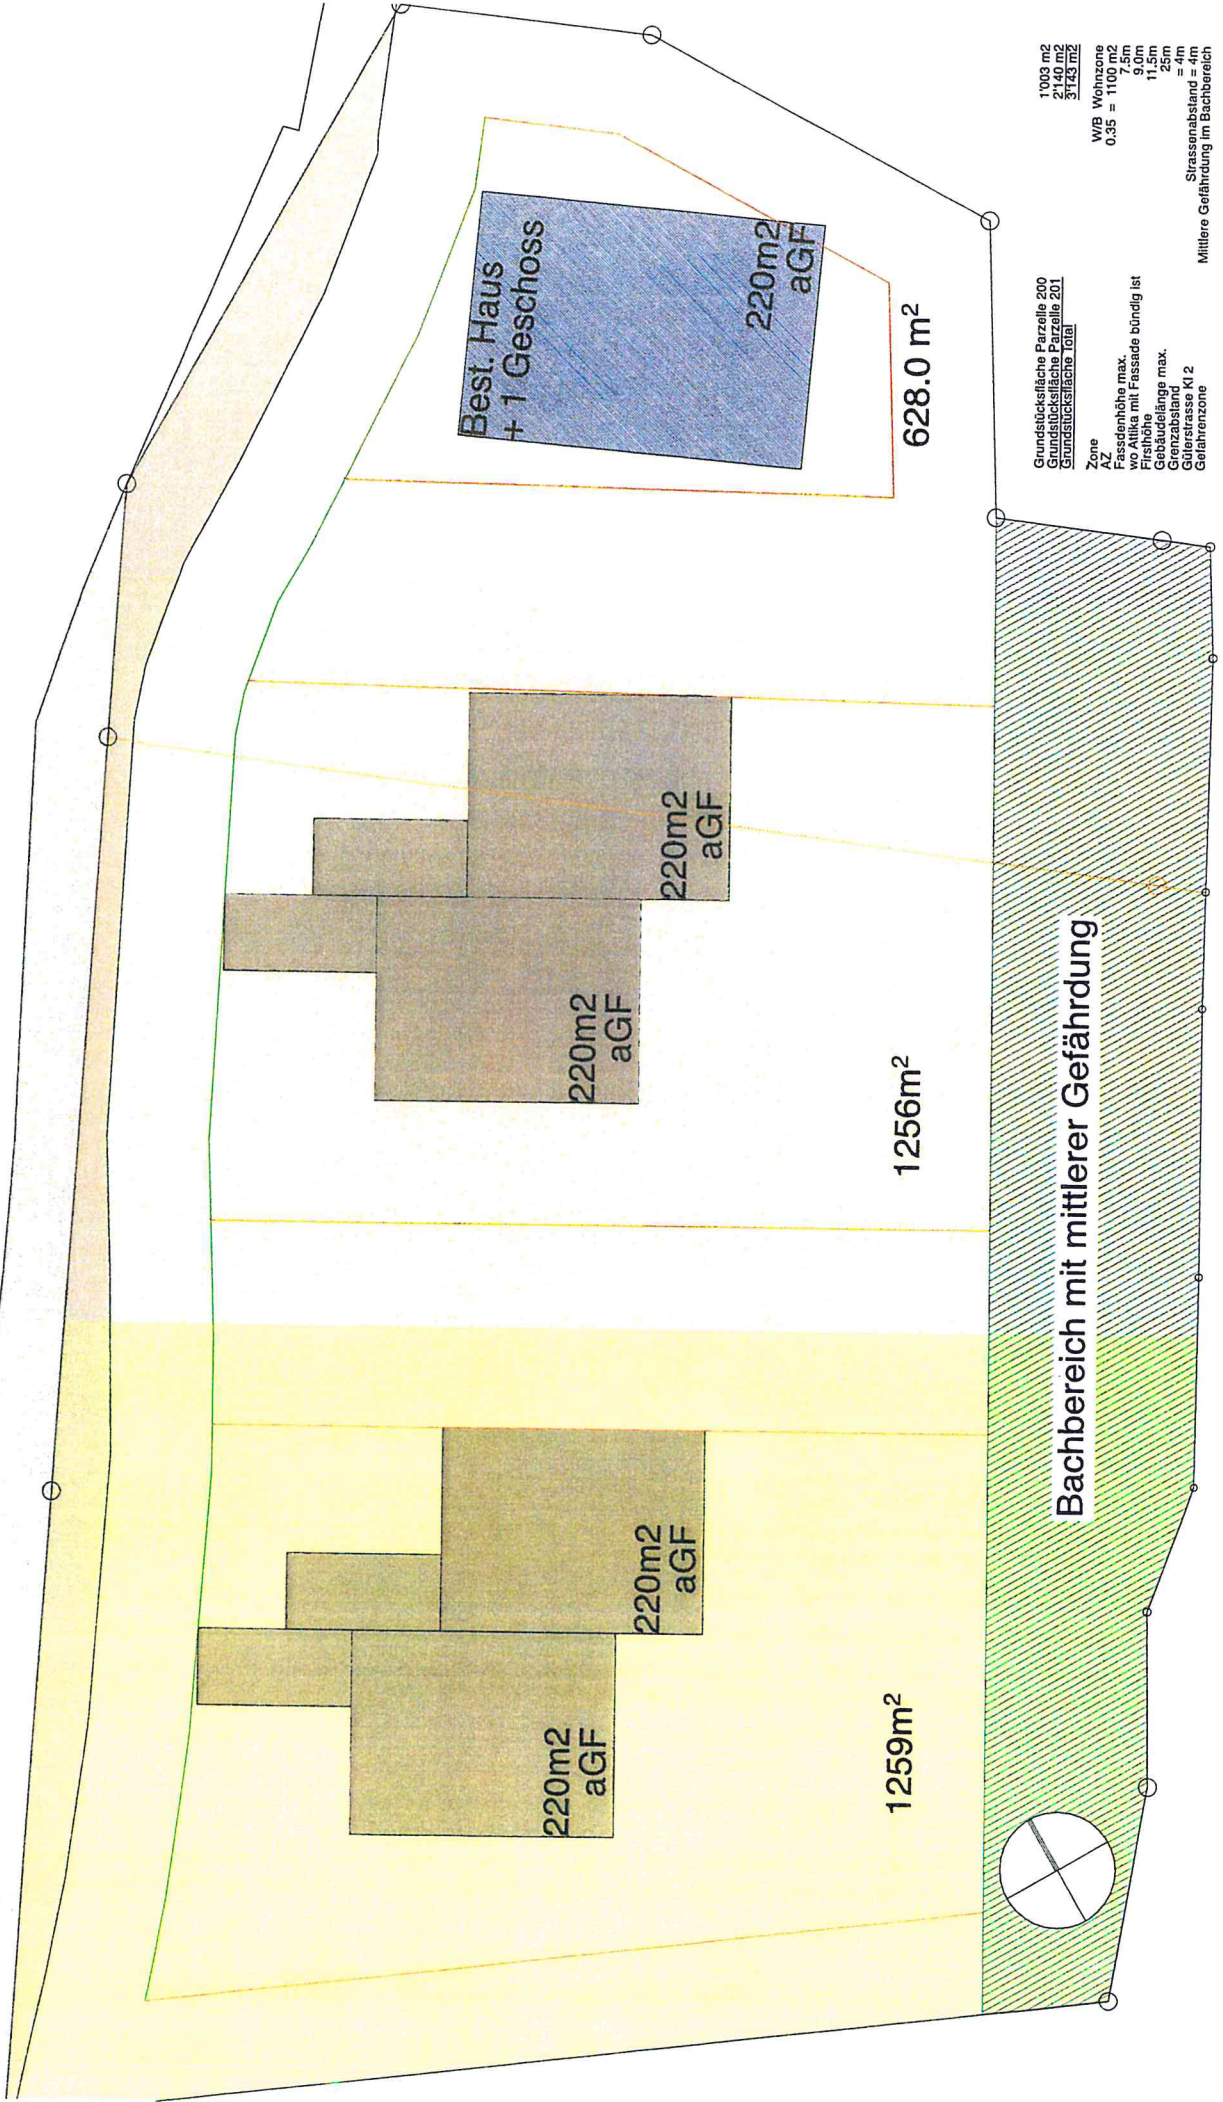 Best. Haus
+ 1 Geschoss
220m2
aGF
628.0 m²
220m2
aGF
220m2
aGF
1256m²
220m2
aGF
220m2
aGF
1259m²
Bachbereich mit mittlerer Gefährdung
Grundstücksfläche Parzelle 200 1'003 m2
Grundstücksfläche Parzelle 201 2'140 m2
Grundstücksfläche Total 3'143 m2
Zone W/B Wohnzone
AZ 0.35 = 1100 m2
Fassdenhöhe max. 7.5m
wo Attika mit Fassade bündig ist 9.0m
Firsthöhe 11.5m
Gebäudelänge max. 25m
Grenzabstand = 4m
Güterstrasse Kl 2 Strassenabstand = 4m
Gefahrenzone Mittlere Gefährdung im Bachbereich